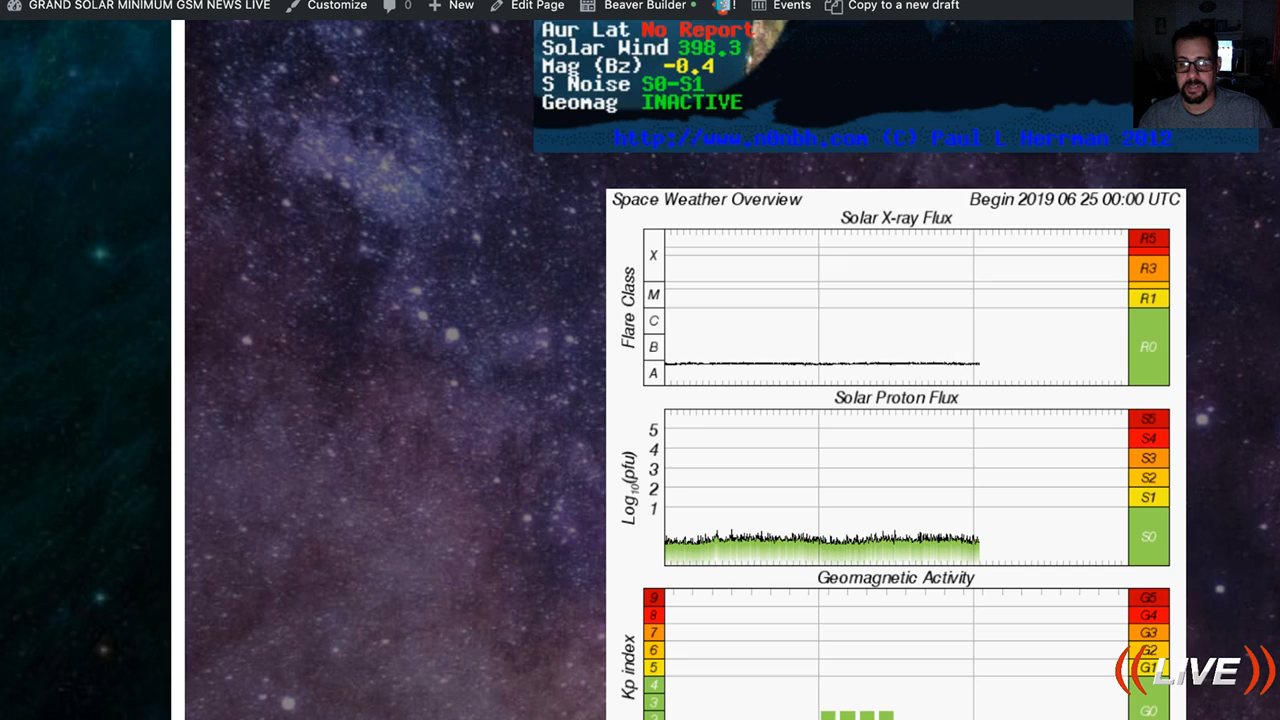 GRAND SOLAR MINIMUM GSM NEWS LIVE Customize 0 New Edit Page Beaver Builder ! Events Copy to a new draft
Aur Lat No Report
Solar Wind 398.3
Mag (Bz) -0.4
S Noise S0-S1
Geomag INACTIVE
http://www.n0nbh.com (C) Paul L Herrman 2012
Space Weather Overview Begin 2019 06 25 00:00 UTC
Solar X-ray Flux
Flare Class
X
M
C
B
A
R5
R3
R1
R0
Solar Proton Flux
Log10(pfu)
5
4
3
2
1
S5
S4
S3
S2
S1
S0
Geomagnetic Activity
Kp index
9
8
7
6
5
4
3
2
G5
G4
G3
G2
G1
G0
LIVE